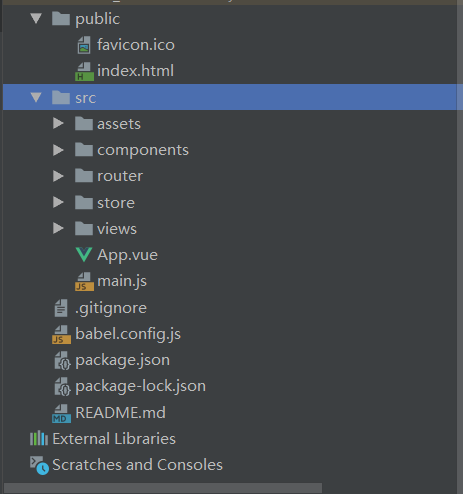 public
favicon.ico
index.html
src
assets
components
router
store
views
App.vue
main.js
.gitignore
babel.config.js
package.json
package-lock.json
README.md
External Libraries
Scratches and Consoles